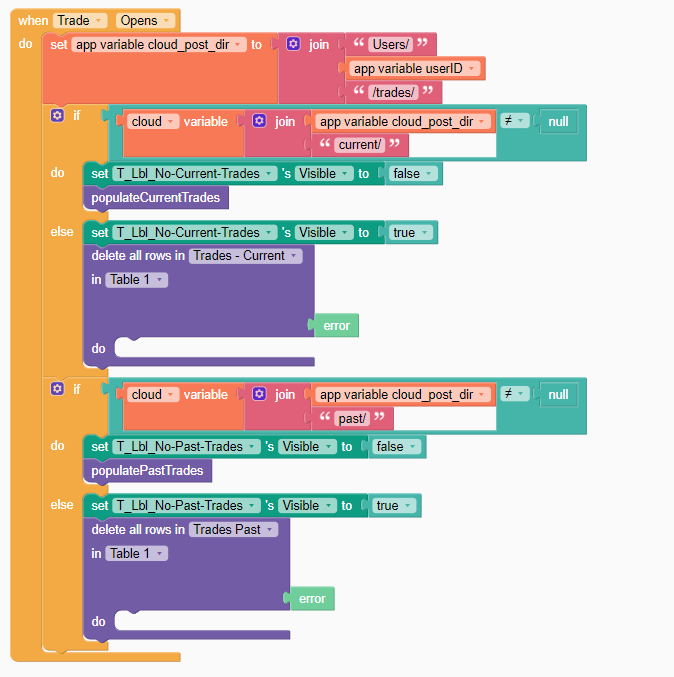 when Trade Opens
do set app variable cloud_post_dir to join “ Users/ ”
app variable userID
“ /trades/ ”
if cloud variable join app variable cloud_post_dir ≠ null
“ current/ ”
do set T_Lbl_No-Current-Trades 's Visible to false
populateCurrentTrades
else set T_Lbl_No-Current-Trades 's Visible to true
delete all rows in Trades - Current
in Table 1
error
do
if cloud variable join app variable cloud_post_dir ≠ null
“ past/ ”
do set T_Lbl_No-Past-Trades 's Visible to false
populatePastTrades
else set T_Lbl_No-Past-Trades 's Visible to true
delete all rows in Trades Past
in Table 1
error
do